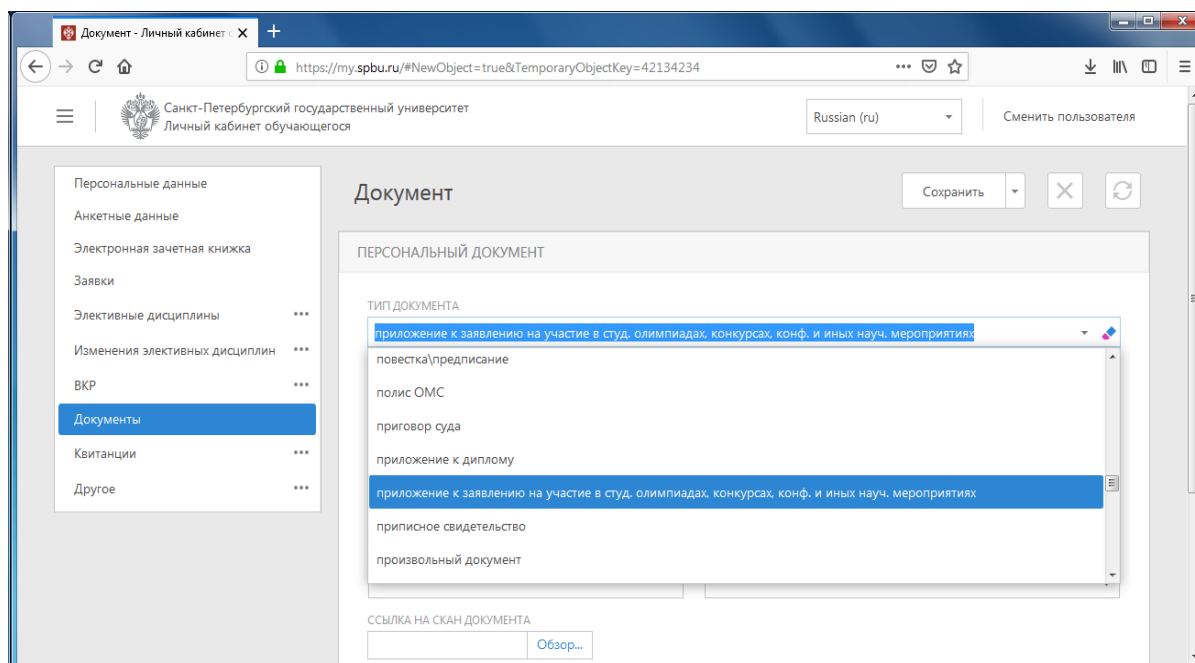 Документ - Личный кабинет о
https://my.spbu.ru/#NewObject=true&TemporaryObjectKey=42134234
Санкт-Петербургский государственный университет
Личный кабинет обучающегося
Russian (ru)
Сменить пользователя
Персональные данные
Анкетные данные
Электронная зачетная книжка
Заявки
Элективные дисциплины
Изменения элективных дисциплин
ВКР
Документы
Квитанции
Другое
Документ
Сохранить
ПЕРСОНАЛЬНЫЙ ДОКУМЕНТ
ТИП ДОКУМЕНТА
приложение к заявлению на участие в студ. олимпиадах, конкурсах, конф. и иных науч. мероприятиях
повестка\предписание
полис ОМС
приговор суда
приложение к диплому
приложение к заявлению на участие в студ. олимпиадах, конкурсах, конф. и иных науч. мероприятиях
приписное свидетельство
произвольный документ
ССЫЛКА НА СКАН ДОКУМЕНТА
Обзор...